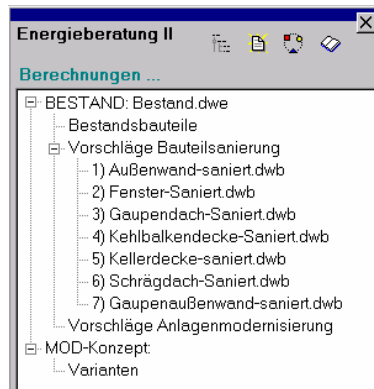 Energieberatung II
Berechnungen ...
BESTAND: Bestand.dwe
Bestandsbauteile
Vorschläge Bauteilsanierung
1) Außenwand-saniert.dwb
2) Fenster-Saniert.dwb
3) Gaupendach-Saniert.dwb
4) Kehlbalkendecke-Saniert.dwb
5) Kellerdecke-saniert.dwb
6) Schrägdach-Saniert.dwb
7) Gaupenaußenwand-saniert.dwb
Vorschläge Anlagenmodernisierung
MOD-Konzept:
Varianten